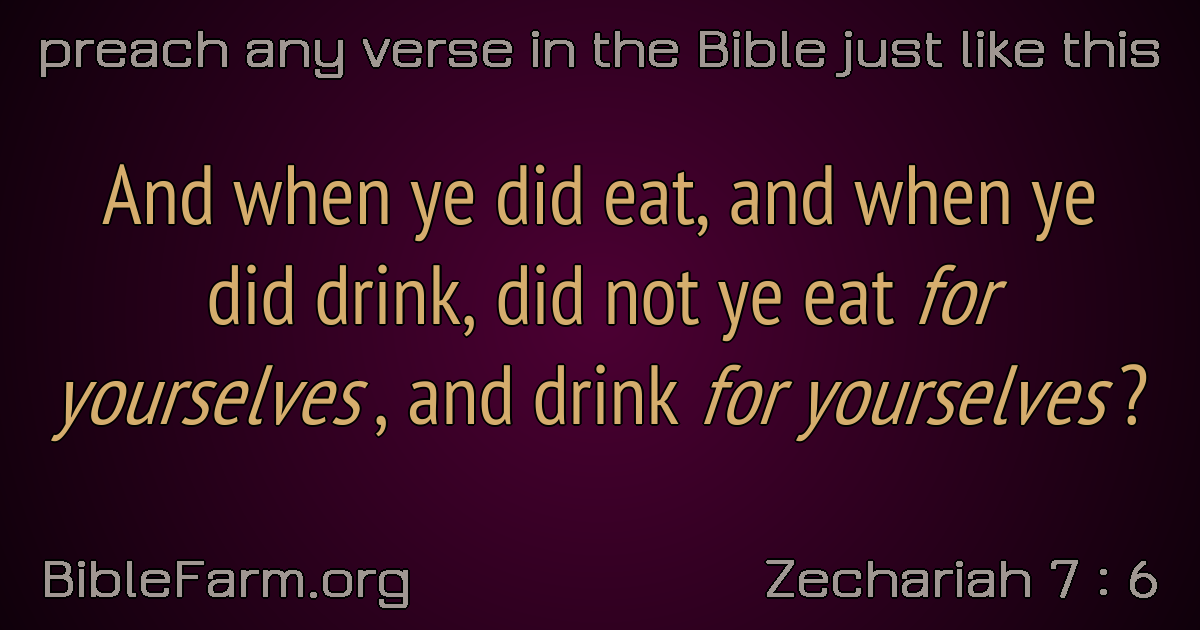 preach any verse in the Bible just like this
And when ye did eat, and when ye
did drink, did not ye eat for
yourselves , and drink for yourselves ?
BibleFarm.org
Zechariah 7 : 6